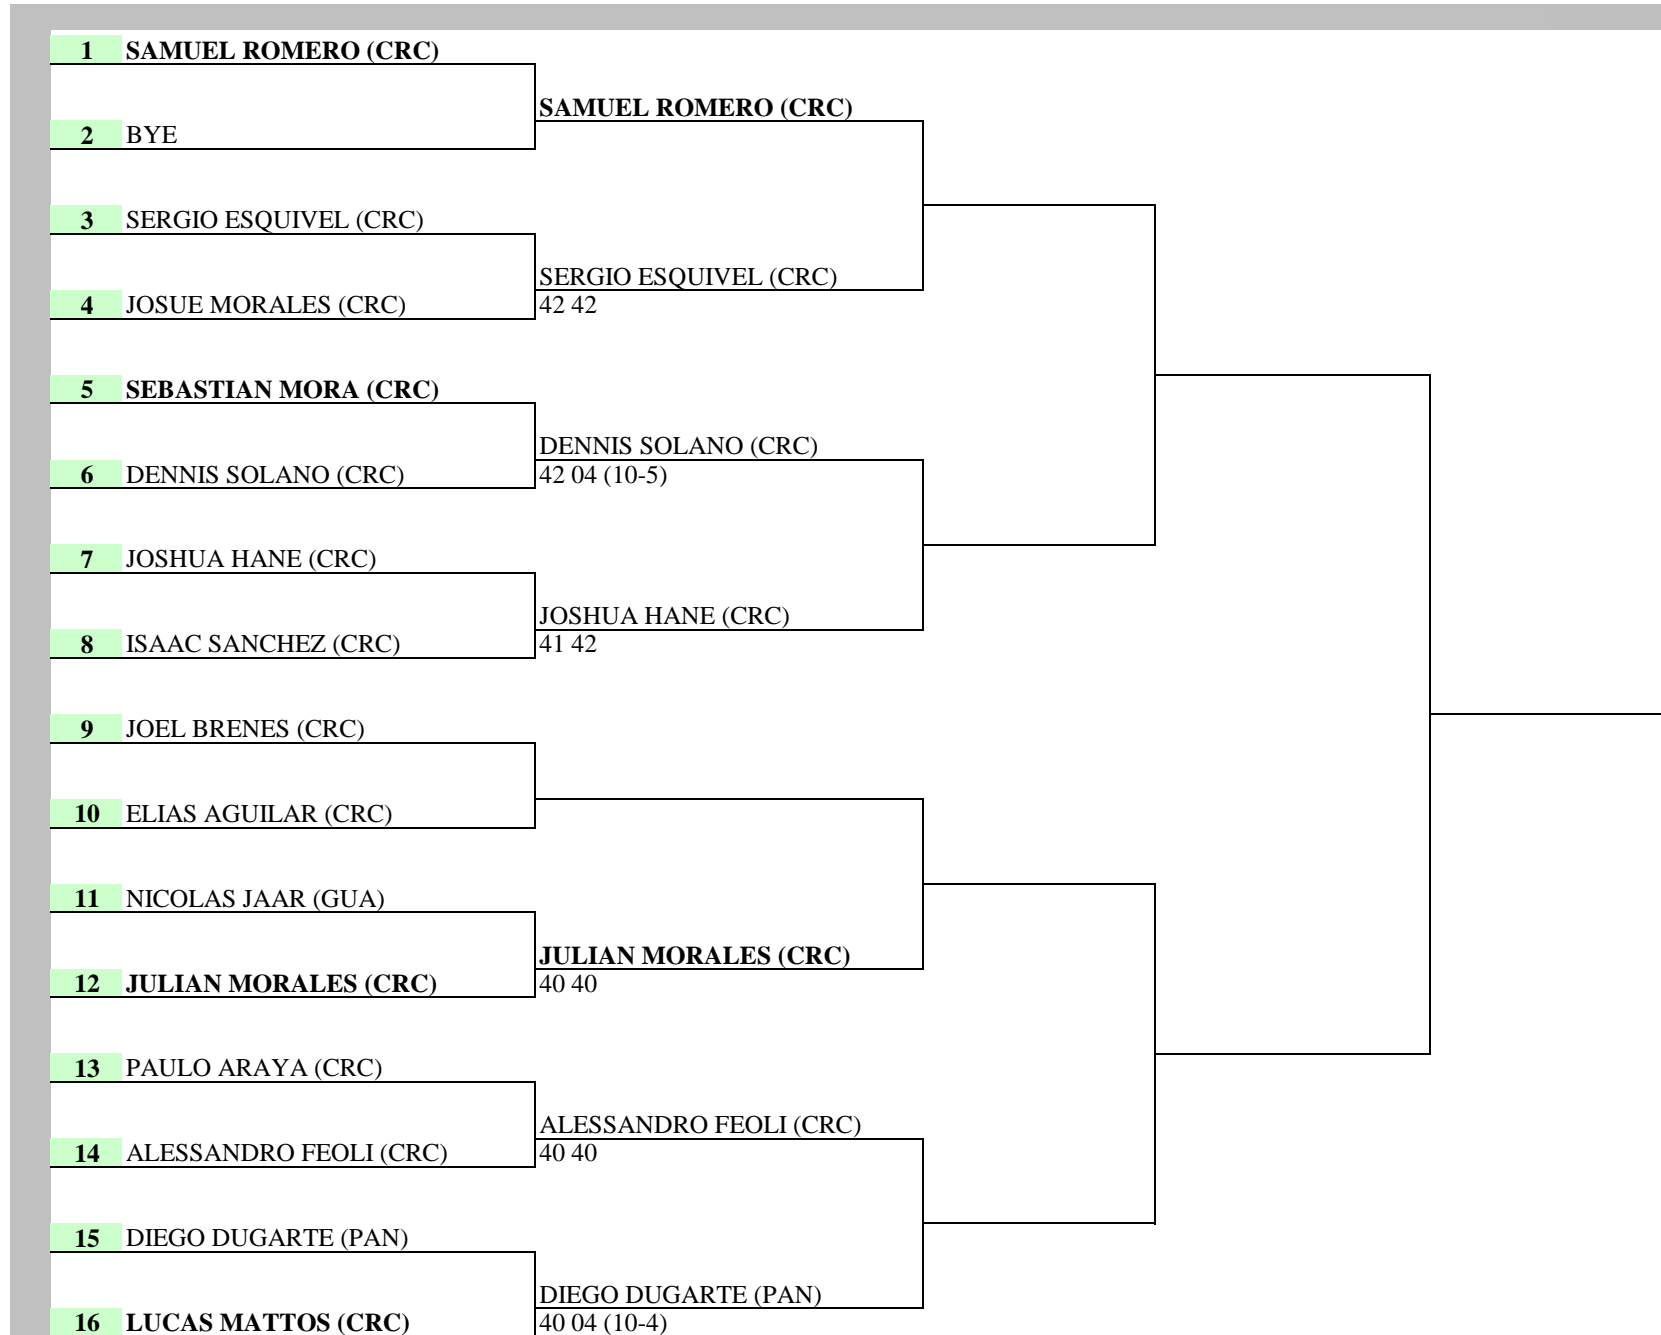 1 SAMUEL ROMERO (CRC)
SAMUEL ROMERO (CRC)
2 BYE
3 SERGIO ESQUIVEL (CRC)
SERGIO ESQUIVEL (CRC)
4 JOSUE MORALES (CRC) 42 42
5 SEBASTIAN MORA (CRC)
DENNIS SOLANO (CRC)
6 DENNIS SOLANO (CRC) 42 04 (10-5)
7 JOSHUA HANE (CRC)
JOSHUA HANE (CRC)
8 ISAAC SANCHEZ (CRC) 41 42
9 JOEL BRENES (CRC)
10 ELIAS AGUILAR (CRC)
11 NICOLAS JAAR (GUA)
JULIAN MORALES (CRC)
12 JULIAN MORALES (CRC) 40 40
13 PAULO ARAYA (CRC)
ALESSANDRO FEOLI (CRC)
14 ALESSANDRO FEOLI (CRC) 40 40
15 DIEGO DUGARTE (PAN)
DIEGO DUGARTE (PAN)
16 LUCAS MATTOS (CRC) 40 04 (10-4)